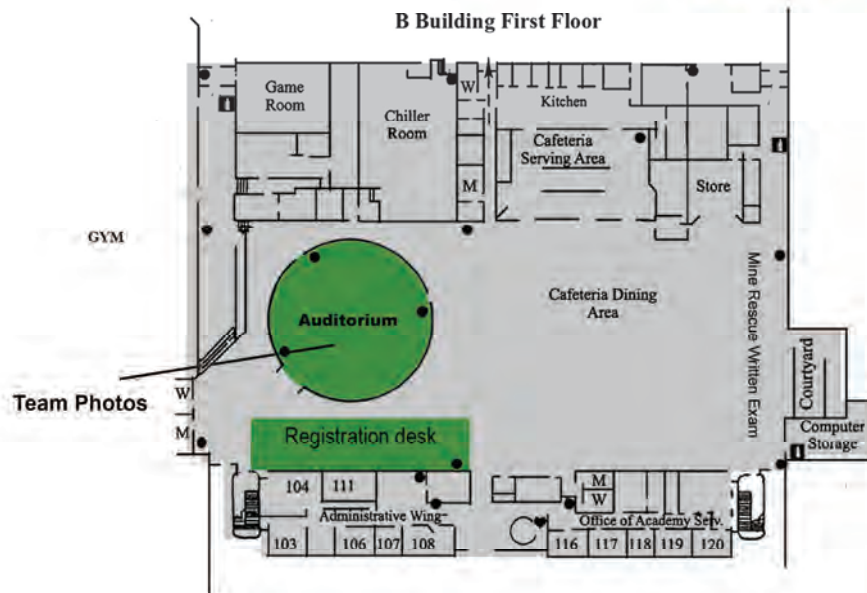 B Building First Floor
Game
Room
Chiller
Room
W
M
Kitchen
Cafeteria
Serving Area
Store
GYM
Auditorium
Cafeteria Dining
Area
Mine Rescue Written Exam
Courtyard
Team Photos
W
M
Computer
Storage
Registration desk
104
111
M
W
Administrative Wing
Office of Academy Serv.
103
106
107
108
116
117
118
119
120